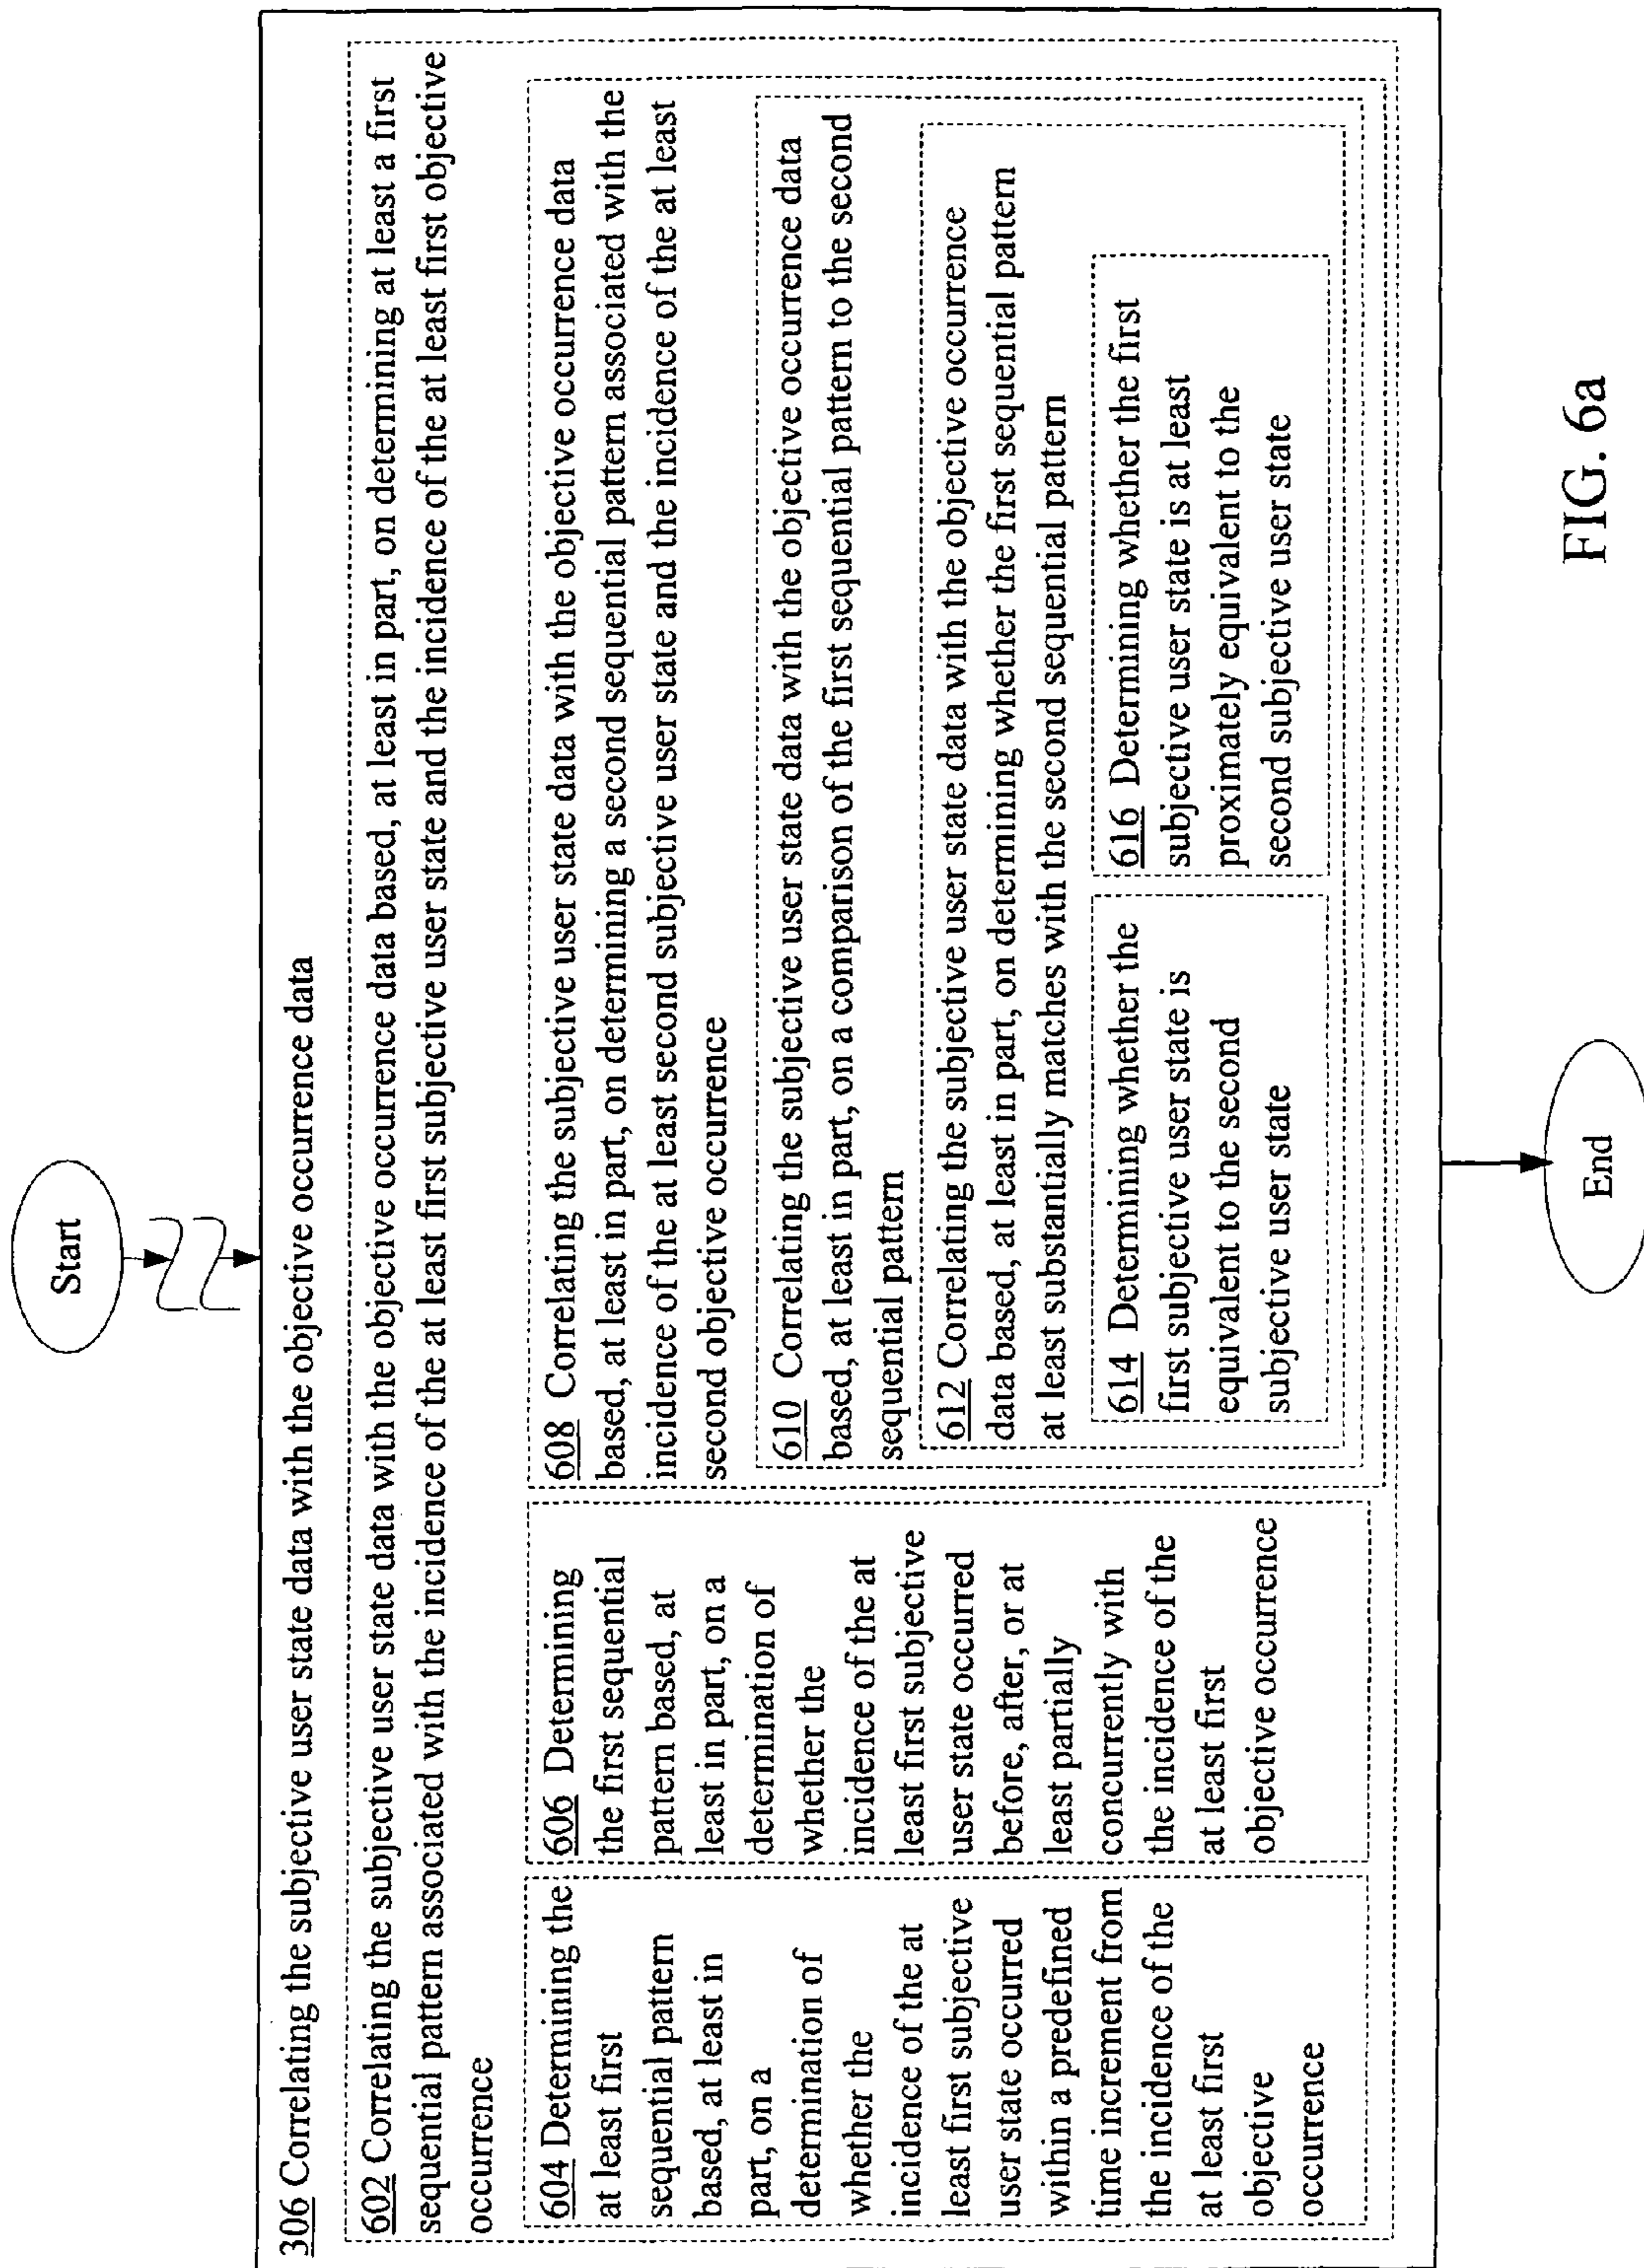 Start
306 Correlating the subjective user state data with the objective occurrence data
602 Correlating the subjective user state data with the objective occurrence data based, at least in part, on determining at least a first
sequential pattern associated with the incidence of the at least first subjective user state and the incidence of the at least first objective
occurrence
604 Determining the
at least first
sequential pattern
based, at least in
part, on a
determination of
whether the
incidence of the at
least first subjective
user state occurred
within a predefined
time increment from
the incidence of the
at least first
objective
occurrence
606 Determining
the first sequential
pattern based, at
least in part, on a
determination of
whether the
incidence of the at
least first subjective
user state occurred
before, after, or at
least partially
concurrently with
the incidence of the
at least first
objective occurrence
608 Correlating the subjective user state data with the objective occurrence data
based, at least in part, on determining a second sequential pattern associated with the
incidence of the at least second subjective user state and the incidence of the at least
second objective occurrence
610 Correlating the subjective user state data with the objective occurrence data
based, at least in part, on a comparison of the first sequential pattern to the second
sequential pattern
612 Correlating the subjective user state data with the objective occurrence
data based, at least in part, on determining whether the first sequential pattern
at least substantially matches with the second sequential pattern
614 Determining whether the
first subjective user state is
equivalent to the second
subjective user state
616 Determining whether the first
subjective user state is at least
proximately equivalent to the
second subjective user state
End
FIG. 6a